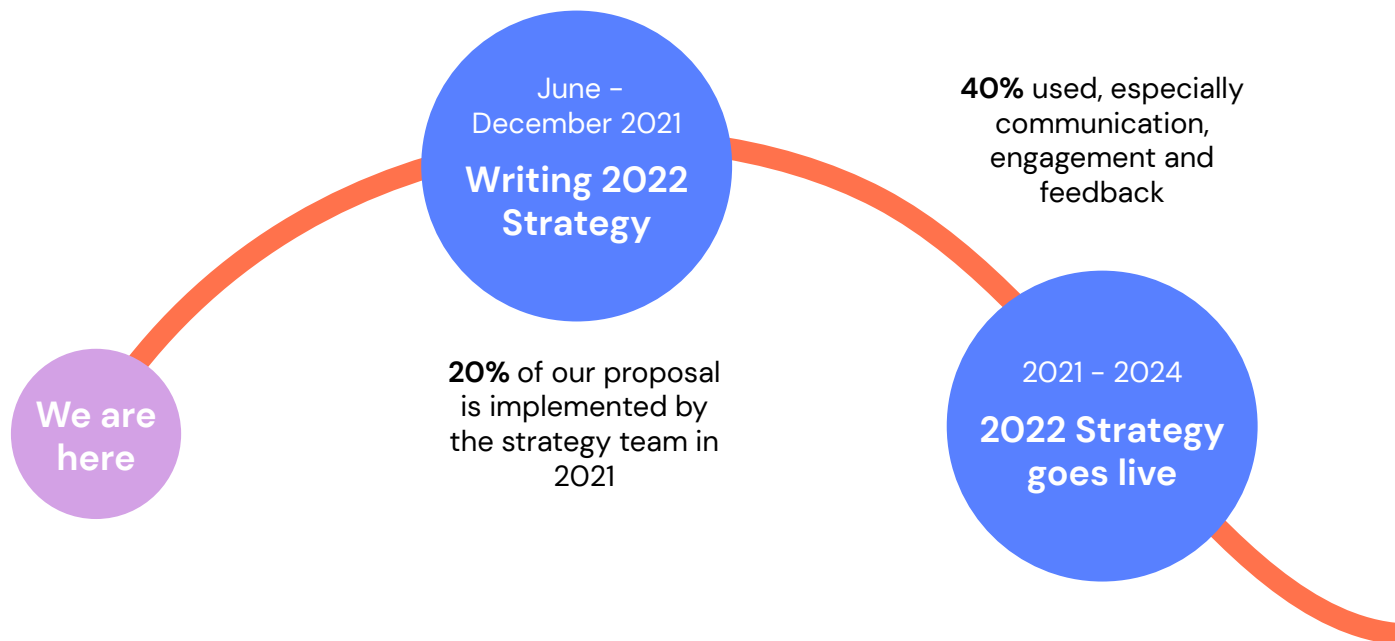 We are
here
June –
December 2021
Writing 2022
Strategy
20% of our proposal
is implemented by
the strategy team in
2021
40% used, especially
communication,
engagement and
feedback
2021 – 2024
2022 Strategy
goes live